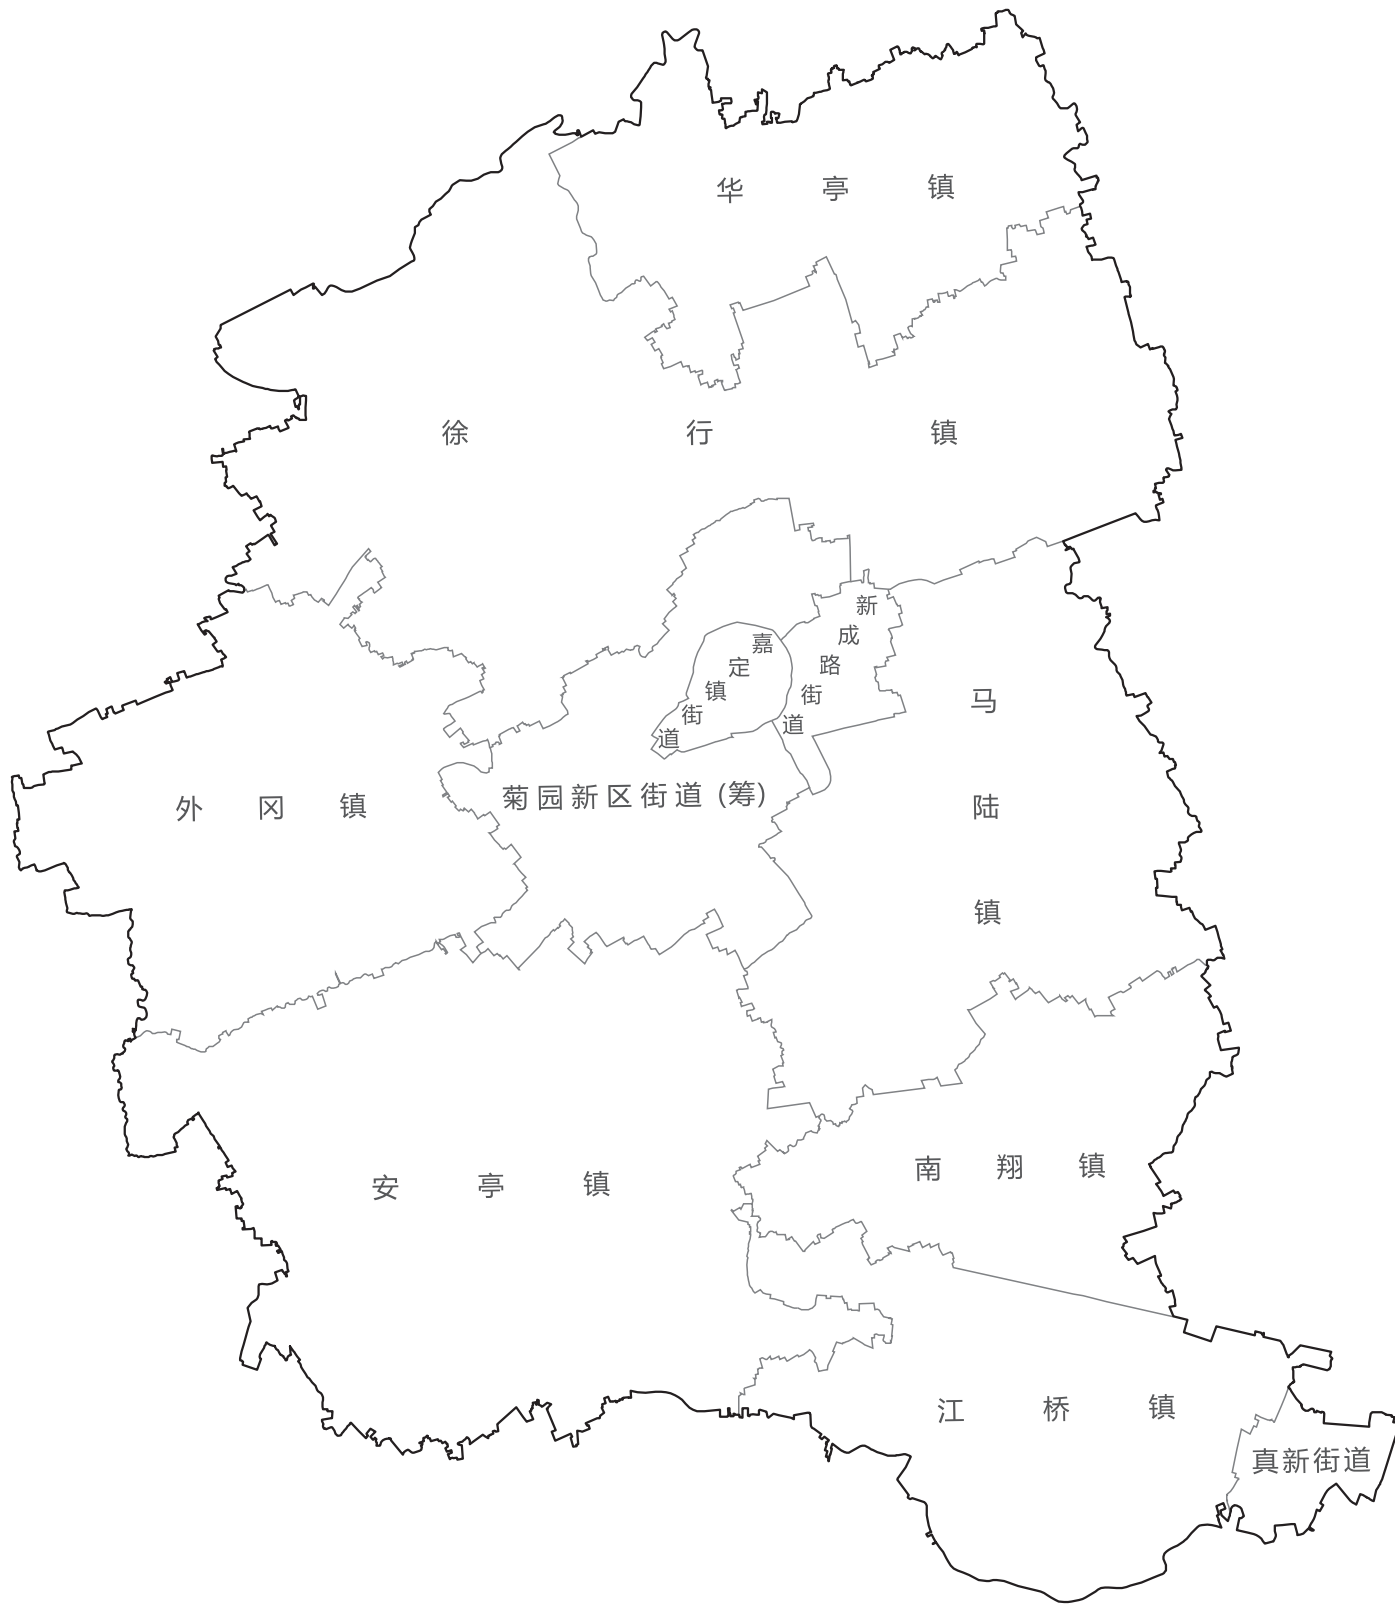 华亭镇
徐行镇
新成路街道
嘉定镇街道
马陆镇
外冈镇
菊园新区街道(筹)
南翔镇
安亭镇
江桥镇
真新街道